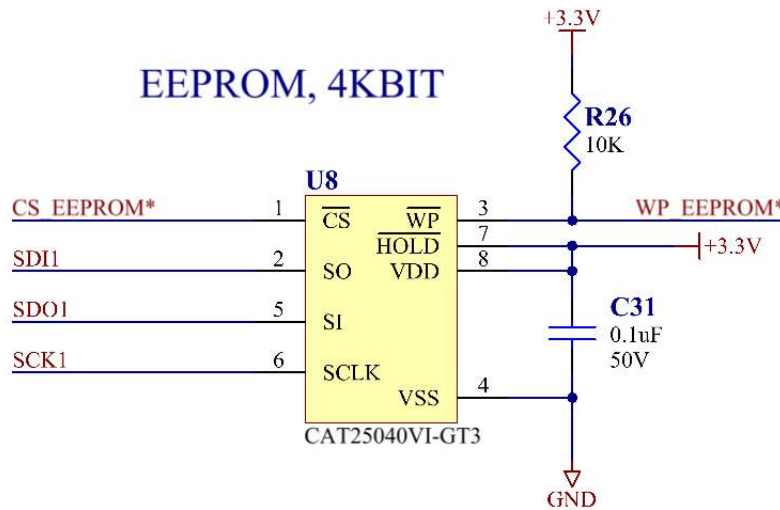 +3.3V
EEPROM, 4KBIT
R26
10K
U8
CS_EEPROM*
1
CS
WP
3
WP_EEPROM*
HOLD
7
+3.3V
SDI1
2
SO
VDD
8
C31
0.1uF
50V
SDO1
5
SI
SCK1
6
SCLK
VSS
4
CAT25040VI-GT3
GND